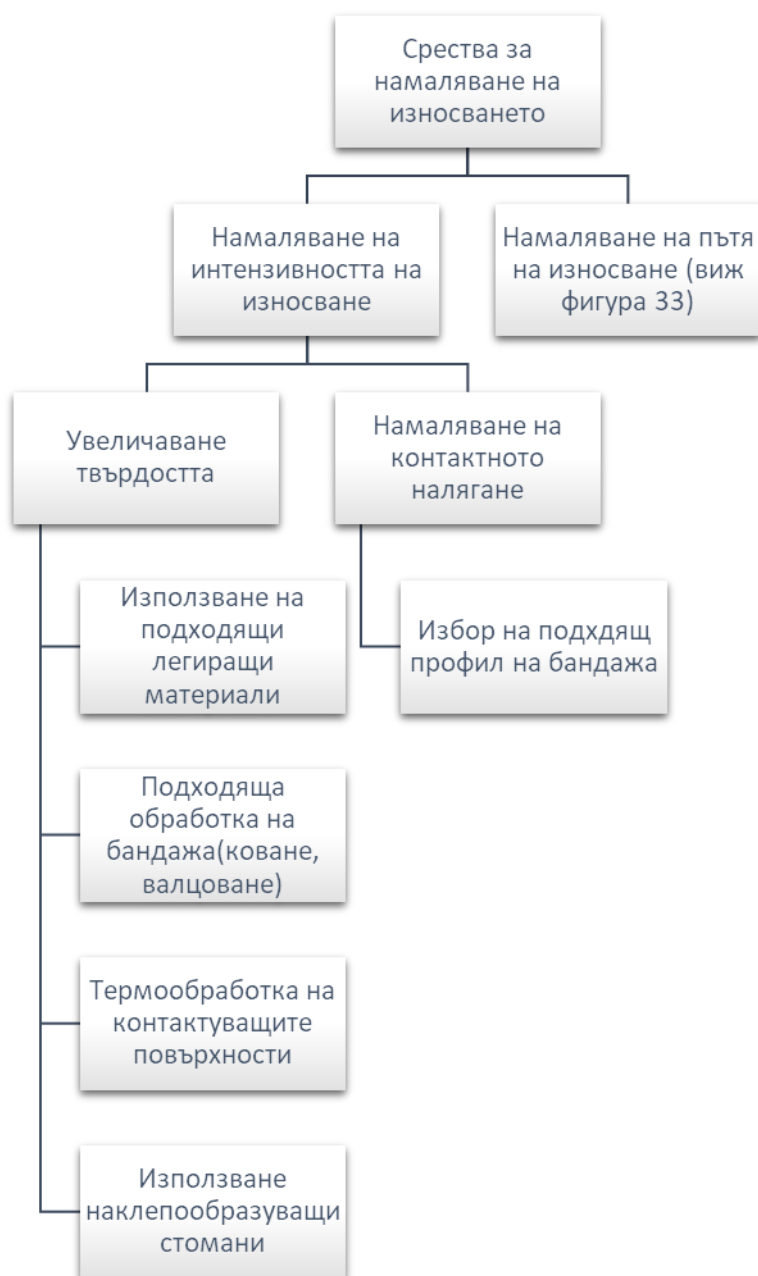 Срества за
намаляване на
износването
Намаляване на
интензивността на
износване
Намаляване на пътя
на износване (виж
фигура 33)
Увеличаване
твърдостта
Намаляване на
контактното
налягане
Използване на
подходящи
легиращи
материали
Избор на подхдящ
профил на бандажа
Подходяща
обработка на
бандажа(коване,
валцоване)
Термообработка на
контактуващите
повърхности
Използване
наклепообразуващи
стомани